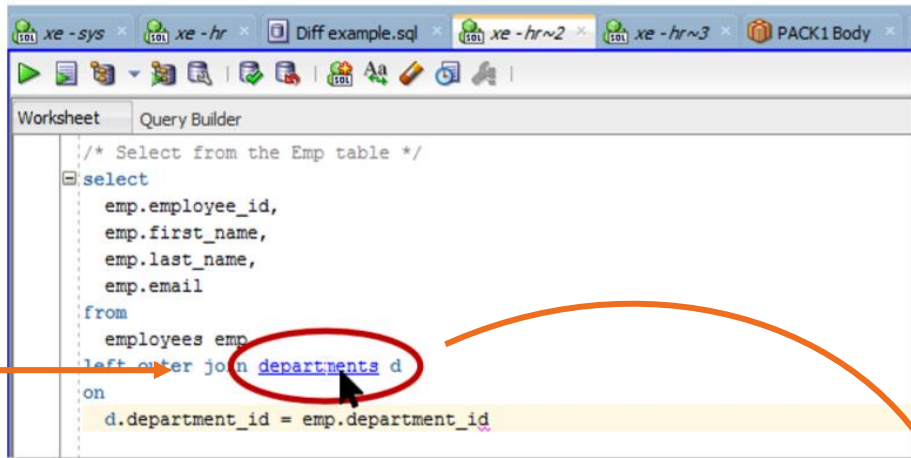 xe - sys xe - hr Diff example.sql xe - hr~2 xe - hr~3 PACK1 Body
Worksheet Query Builder
/* Select from the Emp table */
select
emp.employee_id,
emp.first_name,
emp.last_name,
emp.email
from
employees emp
left outer join departments d
on
d.department_id = emp.department_id